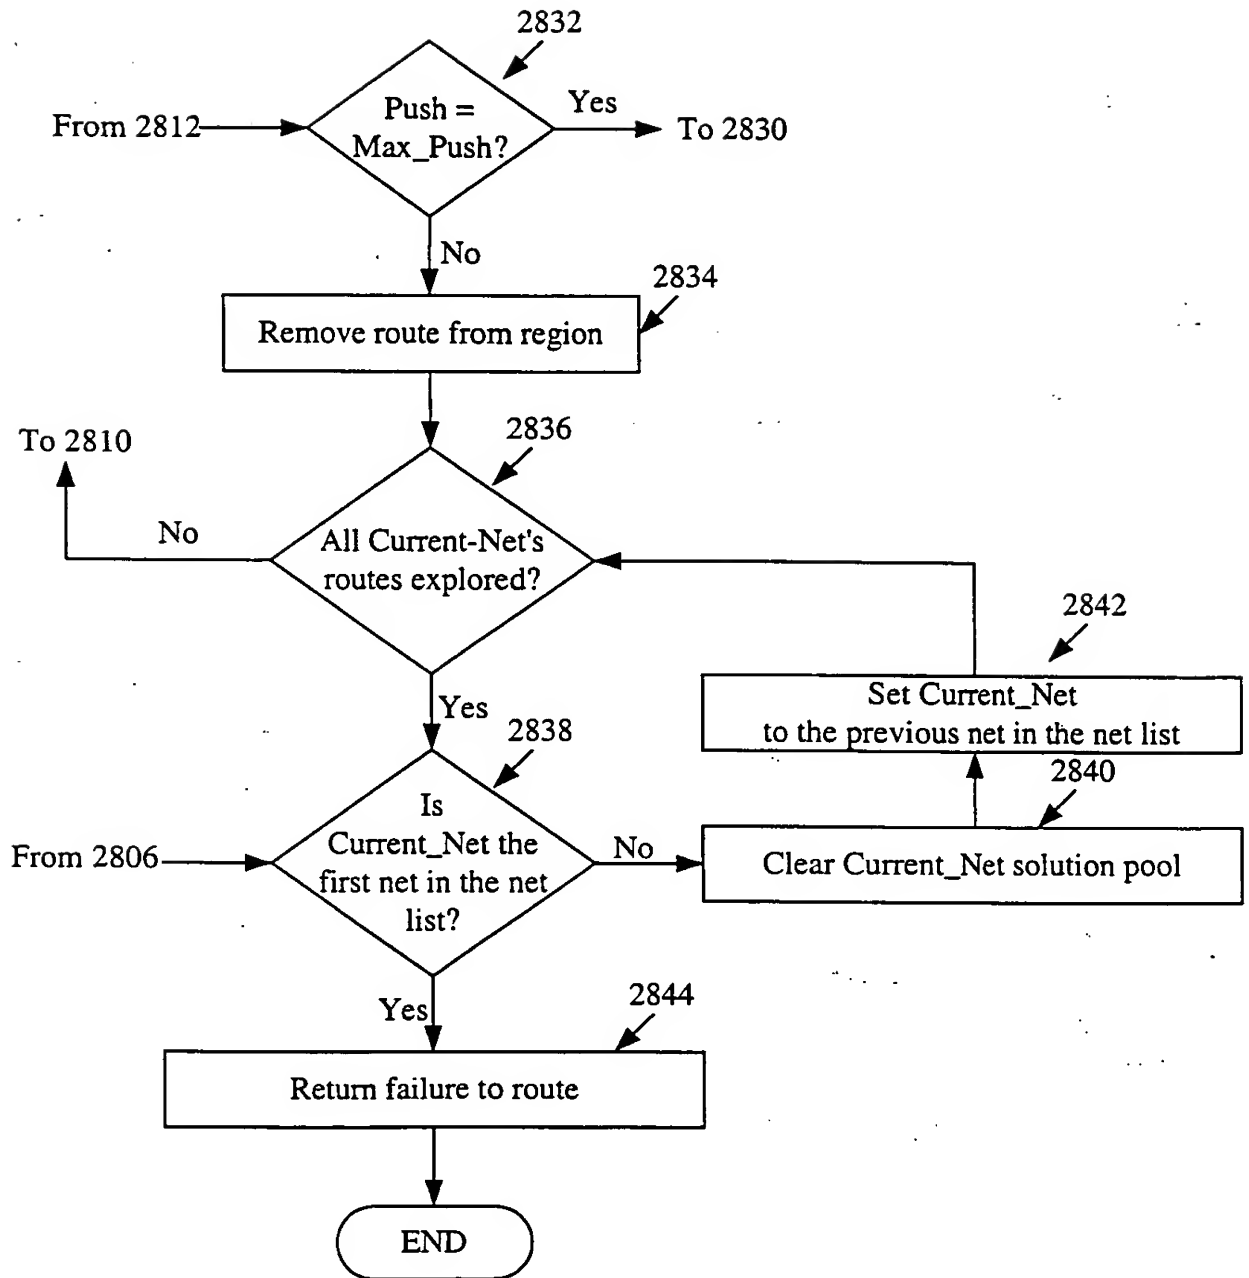 2832
Push =
Max_Push?
Yes
From 2812
To 2830
No
2834
Remove route from region
2836
To 2810
No
All Current-Net's
routes explored?
2842
Set Current_Net
to the previous net in the net list
Yes
2838
2840
Is
Current_Net the
first net in the net
list?
From 2806
No
Clear Current_Net solution pool
Yes
2844
Return failure to route
END